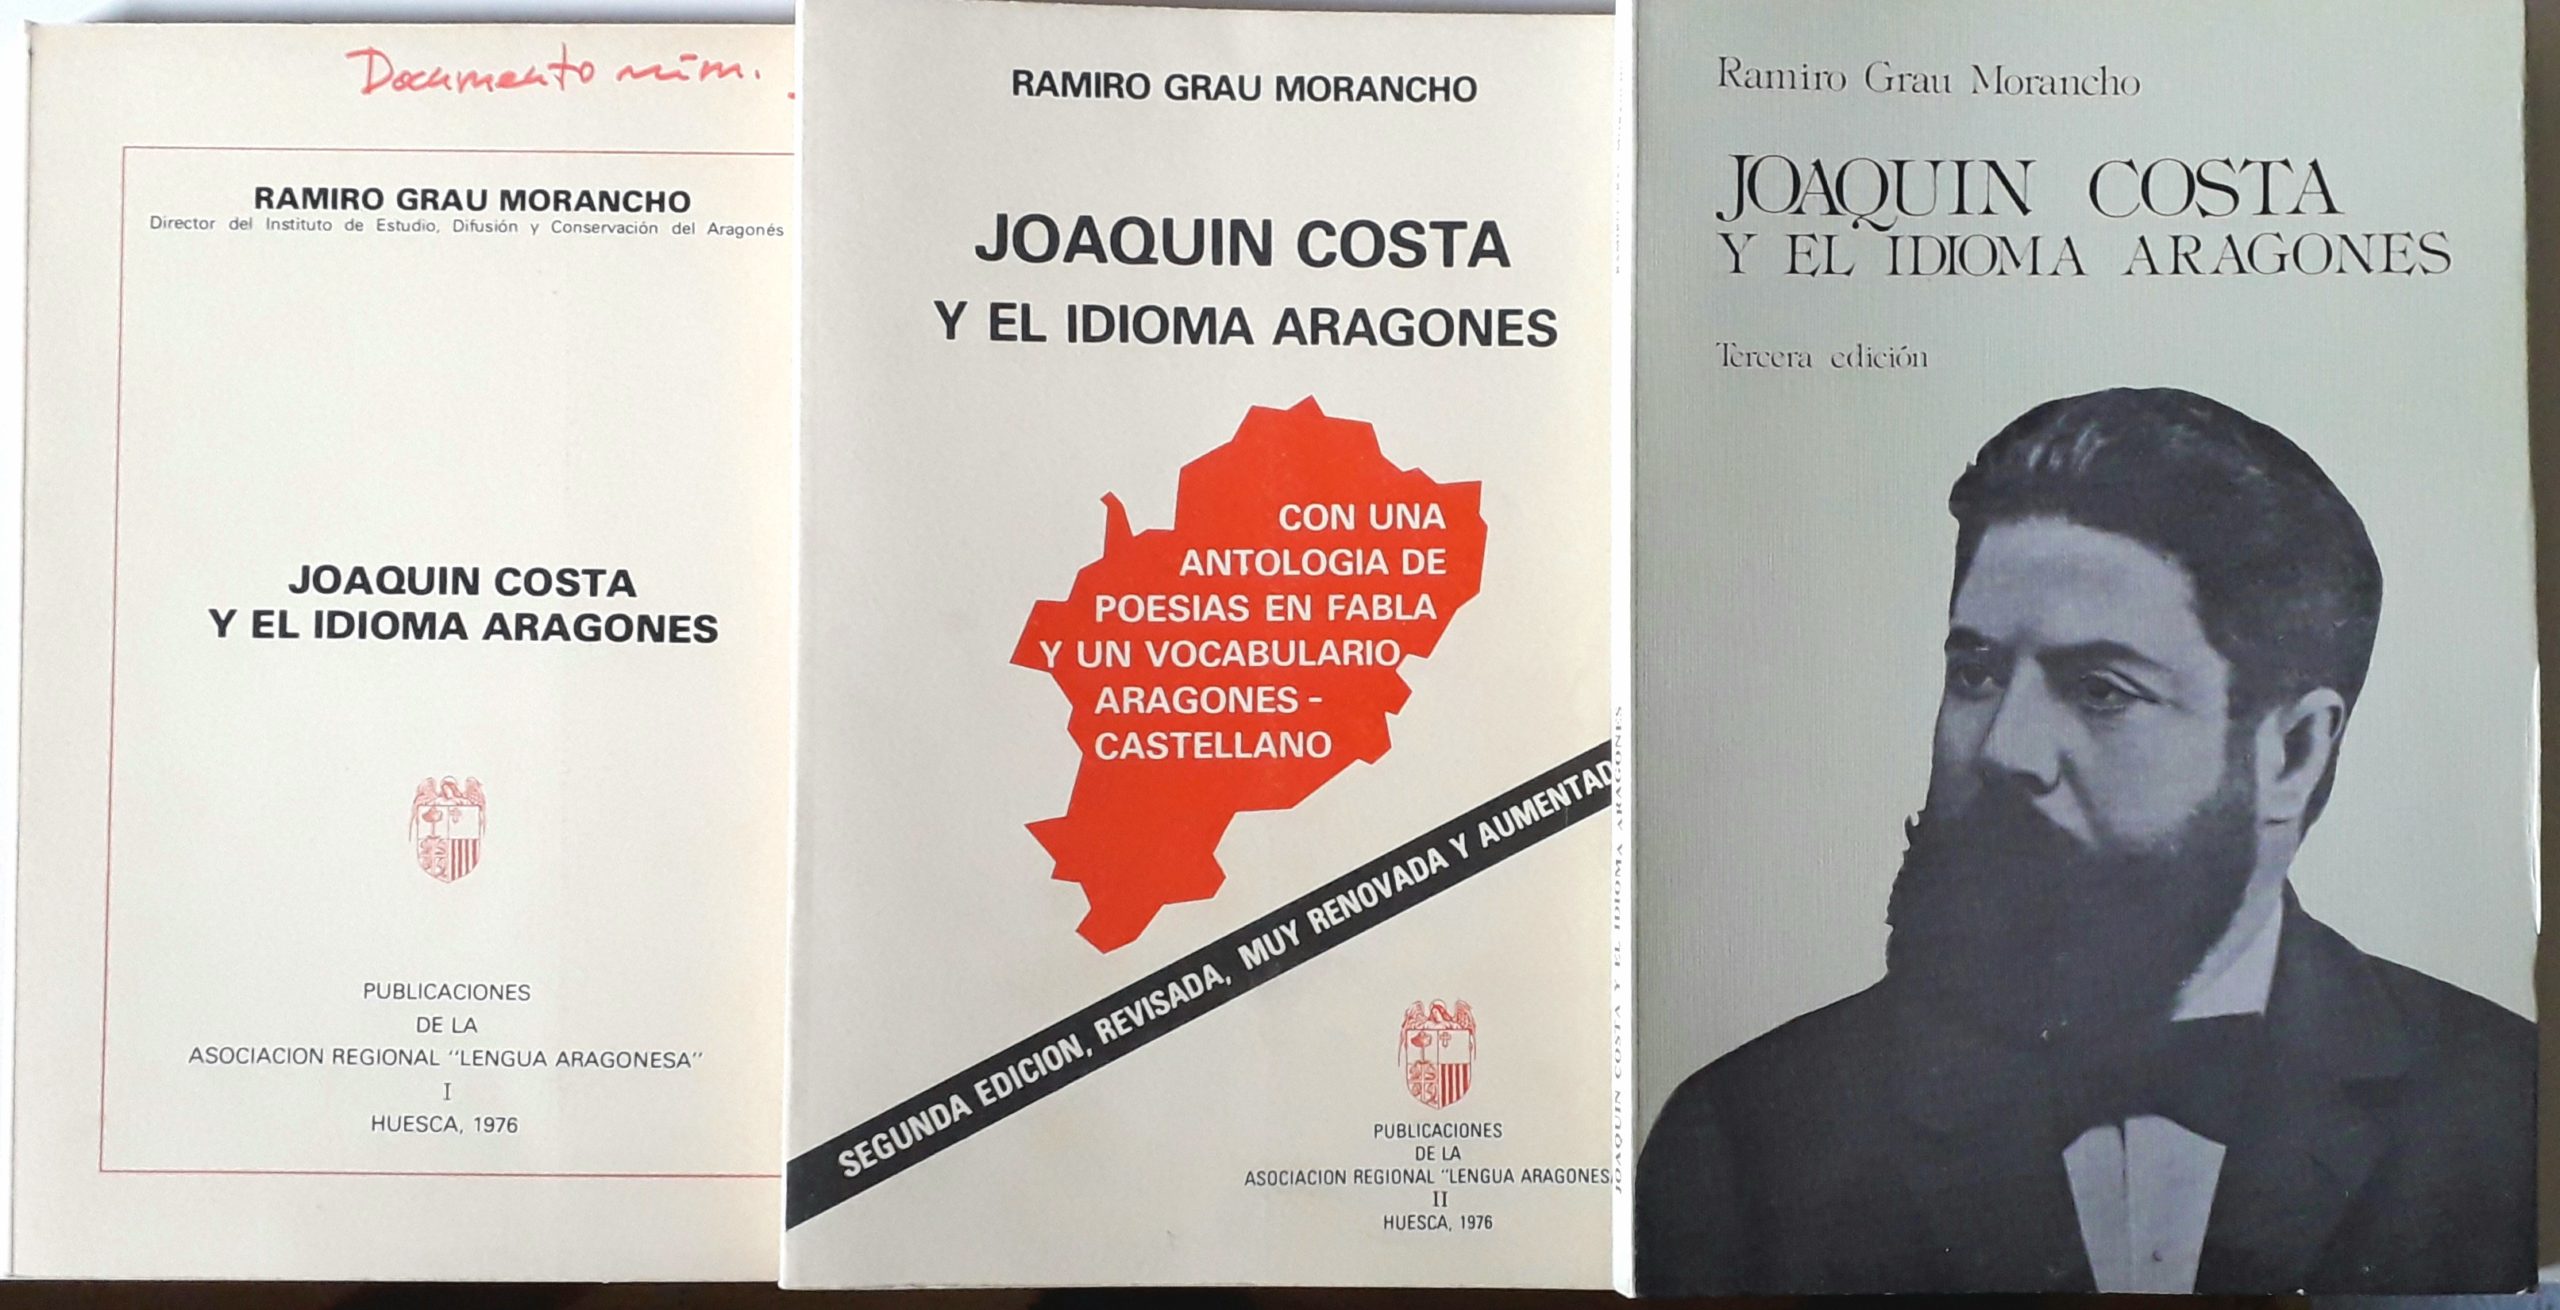 Documento núm.
RAMIRO GRAU MORANCHO
Director del Instituto de Estudio, Difusión y Conservación del Aragonés
JOAQUIN COSTA
Y EL IDIOMA ARAGONES
PUBLICACIONES
DE LA
ASOCIACION REGIONAL "LENGUA ARAGONESA"
I
HUESCA, 1976
RAMIRO GRAU MORANCHO
JOAQUIN COSTA
Y EL IDIOMA ARAGONES
CON UNA
ANTOLOGIA DE
POESIAS EN FABLA
Y UN VOCABULARIO
ARAGONES -
CASTELLANO
SEGUNDA EDICION, REVISADA, MUY RENOVADA Y AUMENTAD
PUBLICACIONES
DE LA
ASOCIACION REGIONAL "LENGUA ARAGONES
II
HUESCA, 1976
JOAQUIN COSTA Y EL IDIOMA ARAGONES
Ramiro Grau Morancho
JOAQUIN COSTA
Y EL IDIOMA ARAGONES
Tercera edición